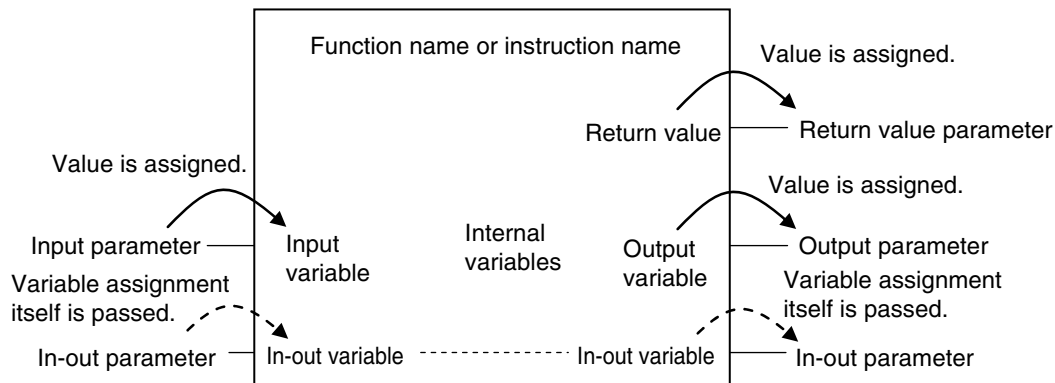 Function name or instruction name
Value is assigned.
Return value
Return value parameter
Value is assigned.
Value is assigned.
Input parameter
Input
variable
Internal
variables
Output
variable
Output parameter
Variable assignment
itself is passed.
Variable assignment
itself is passed.
In-out parameter
In-out variable
In-out variable
In-out parameter